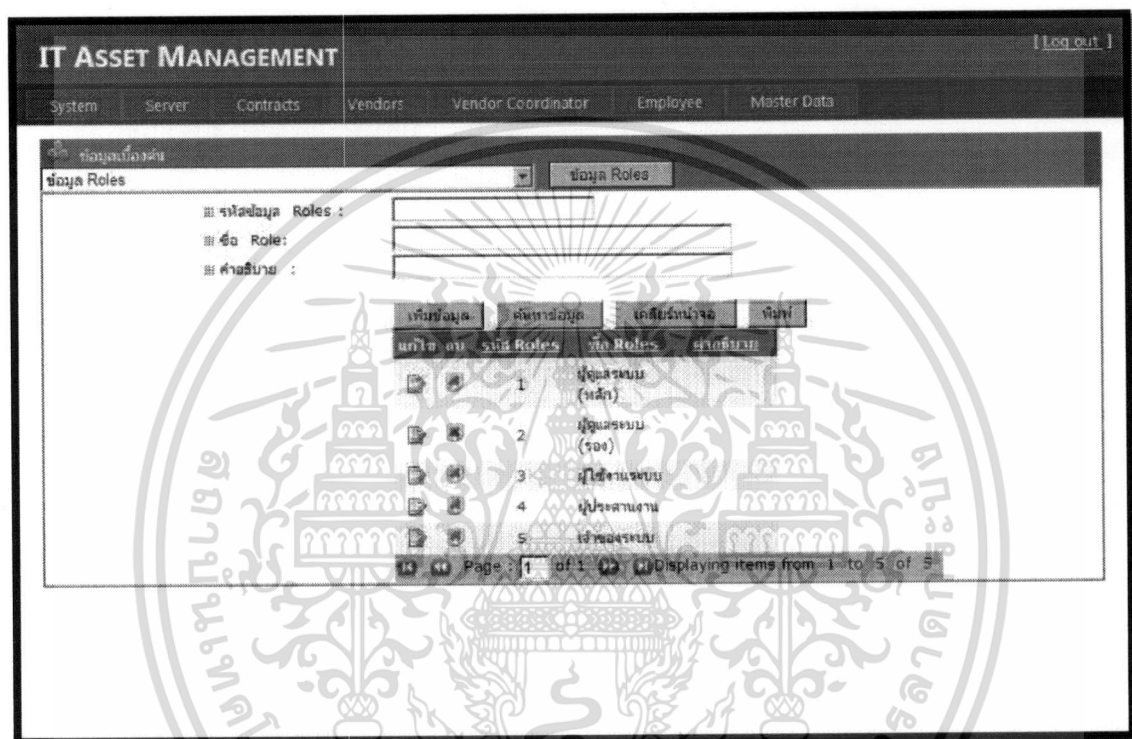 IT ASSET MANAGEMENT
[ Log out ]
System Server Contracts Vendors Vendor Coordinator Employee Master Data
ข้อมูลเบื้องต้น
ข้อมูล Roles ข้อมูล Roles
รหัสข้อมูล Roles :
ชื่อ Role:
คำอธิบาย :
เพิ่มข้อมูล ค้นหาข้อมูล เคลียร์หน้าจอ พิมพ์
แก้ไข ลบ รหัส Roles ชื่อ Roles คำอธิบาย
1 ผู้ดูแลระบบ
(หลัก)
2 ผู้ดูแลระบบ
(รอง)
3 ผู้ใช้งานระบบ
4 ผู้ประสานงาน
5 เจ้าของระบบ
Page : 1 of 1 Displaying items from 1 to 5 of 5